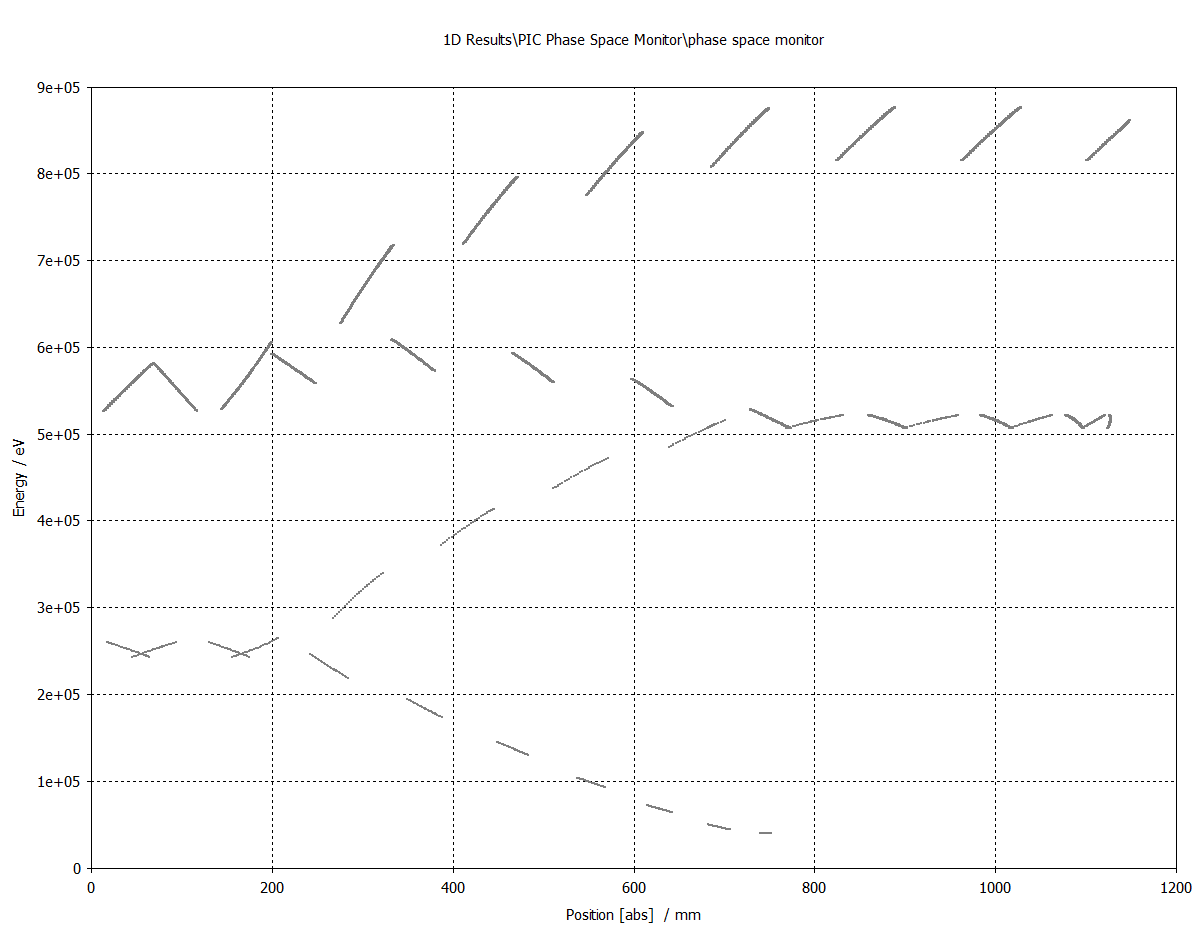 1D Results\PIC Phase Space Monitor\phase space monitor
9e+05
8e+05
7e+05
6e+05
5e+05
4e+05
3e+05
2e+05
1e+05
0
Energy / eV
0 200 400 600 800 1000 1200
Position [abs] / mm